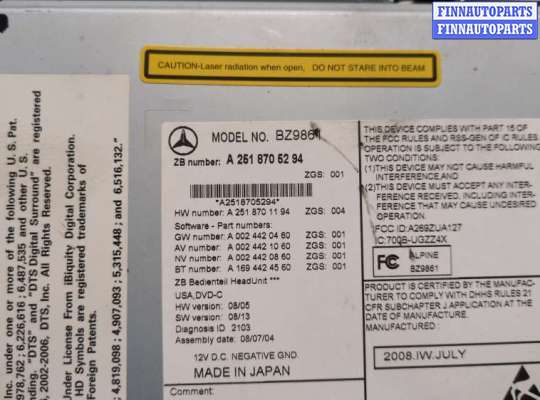 FINNAUTOPARTS
FINNAUTOPARTS
FINNAUTOPARTS
CAUTION-Laser radiation when open, DO NOT STARE INTO BEAM
Inc. under one or more of the following U.S. Pat.
978,762; 6,226,616; 6,487,535 and other U.S.
"DTS" and "DTS Digital Surround" are registered
2002-2006, DTS, Inc. All Rights Reserved.
Under License From iBiquity Digital Corporation.
HD Symbols are registered trademarks of
Foreign Patents.
; 4,819,098; 4,907,093; 5,315,448; and 6,516,132."
MODEL NO. BZ9861
ZB number: A 251 870 52 94
ZGS: 001
*A2518705294*
HW number: A 251 870 11 94 ZGS: 004
Software - Part numbers:
GW number: A 002 442 04 60 ZGS: 001
AV number: A 002 442 10 60 ZGS: 001
NV number: A 002 442 08 60 ZGS: 001
BT number: A 169 442 45 60 ZGS: 001
ZB Bedienteil HeadUnit ***
USA,DVD-C
HW version: 08/05
SW version: 08/13
Diagnosis ID 2103
Assembly date: 08/07/04
12V D.C. NEGATIVE GND.
MADE IN JAPAN
Comment:
THIS DEVICE COMPLIES WITH PART 15 OF
THE FCC RULES AND RSS-GEN OF IC RULES.
OPERATION IS SUBJECT TO THE FOLLOWING
TWO CONDITIONS:
(1)THIS DEVICE MAY NOT CAUSE HARMFUL
INTERFERENCE,AND
(2)THIS DEVICE MUST ACCEPT ANY INTER-
FERENCE RECEIVED, INCLUDING INTER-
FERENCE THAT MAY CAUSE UNDESIRED
OPERATION.
FCC ID:A269ZUA127
IC:700B-UGZZ4X
FC ALPINE
BZ9861
PRODUCT IS CERTIFIED BY THE MANUFAC-
TURER TO COMPLY WITH DHHS RULES 21
CFR SUBCHAPTER J APPLICATION AT THE
DATE OF MANUFACTURE.
MANUFACTURED :
2008.IW.JULY